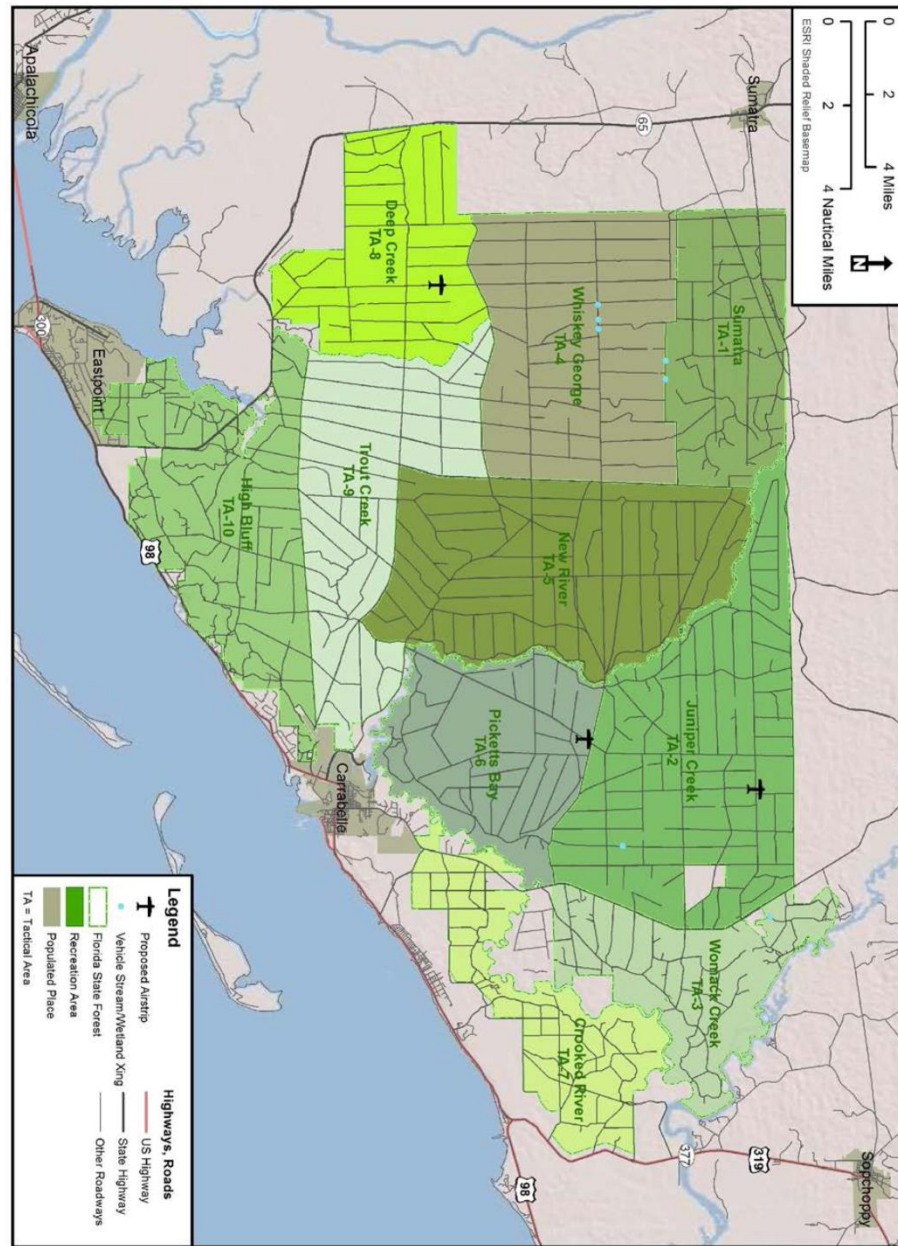 0 2 4 Miles
0 2 4 Nautical Miles
ESRI Shaded Relief Basemap
N
Sumatra
65
Sopchoppy
319
377
Sumatra
TA-1
Juniper Creek
TA-2
Womack Creek
TA-3
Whiskey George
TA-4
New River
TA-5
Picketts Bay
TA-6
Crooked River
TA-7
Deep Creek
TA-8
Trout Creek
TA-9
High Bluff
TA-10
Carrabelle
Eastpoint
Apalachicola
300
98
98
Legend
Proposed Airstrip
Vehicle Stream/Wetland Xing
Florida State Forest
Recreation Area
Populated Place
TA = Tactical Area
Highways, Roads
US Highway
State Highway
Other Roadways